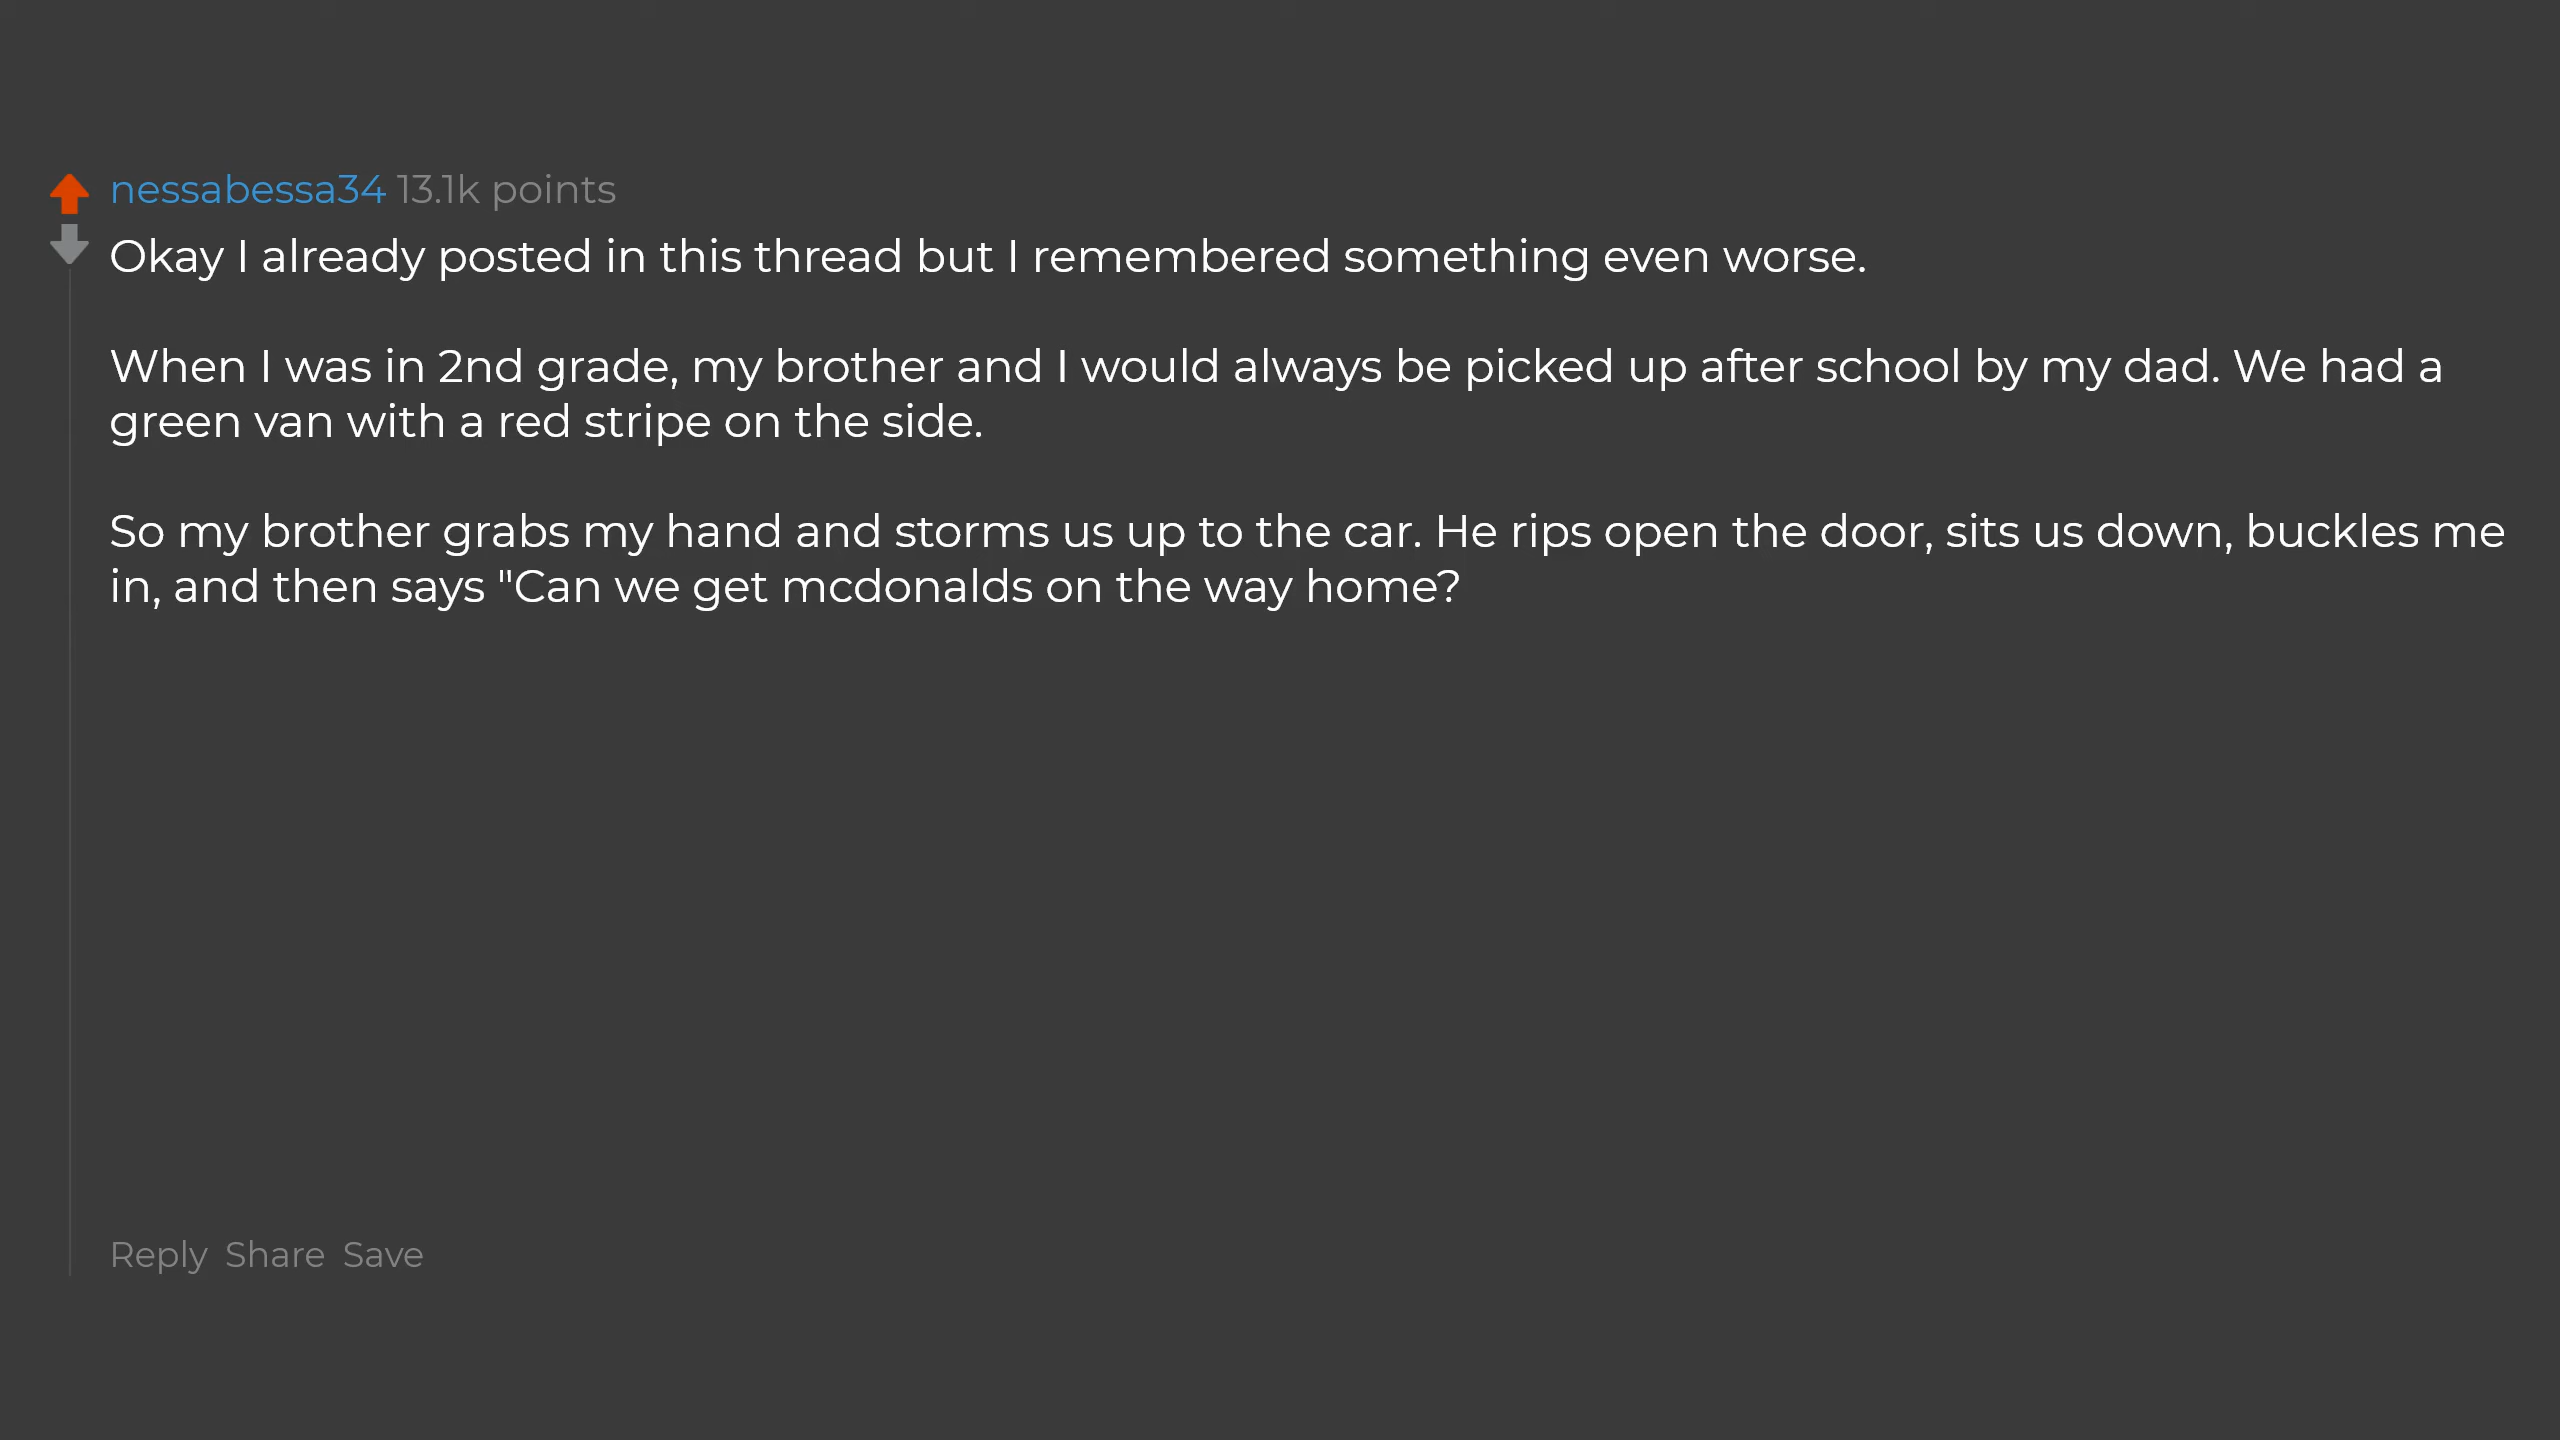 nessabessa34 13.1k points
Okay I already posted in this thread but I remembered something even worse.
When I was in 2nd grade, my brother and I would always be picked up after school by my dad. We had a
green van with a red stripe on the side.
So my brother grabs my hand and storms us up to the car. He rips open the door, sits us down, buckles me
in, and then says "Can we get mcdonalds on the way home?
Reply Share Save